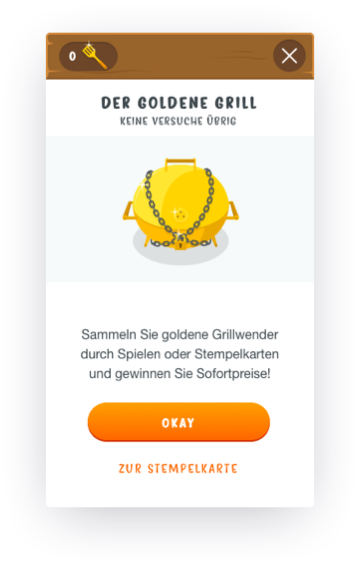 0
DER GOLDENE GRILL
KEINE VERSUCHE ÜBRIG
Sammeln Sie goldene Grillwender
durch Spielen oder Stempelkarten
und gewinnen Sie Sofortpreise!
OKAY
ZUR STEMPELKARTE